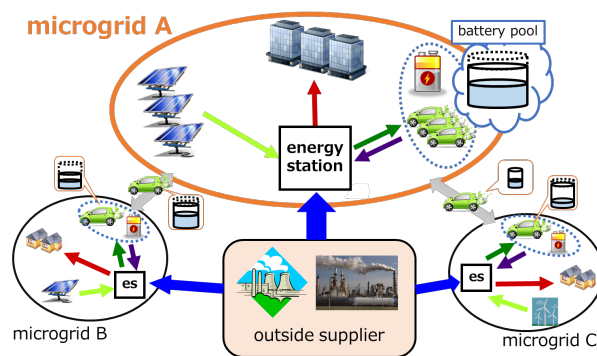 microgrid A
battery pool
energy
station
es
es
outside supplier
microgrid B
microgrid C